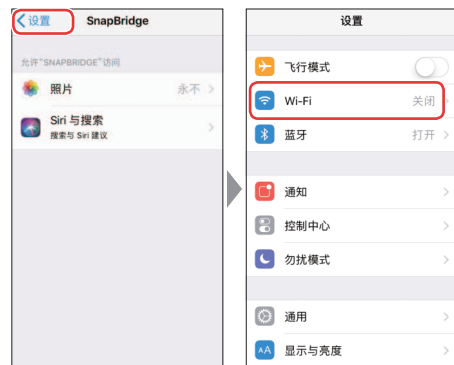 设置
SnapBridge
允许"SNAPBRIDGE"访问
照片
永不
Siri 与搜索
搜索与 Siri 建议
设置
飞行模式
Wi-Fi
关闭
蓝牙
打开
通知
控制中心
勿扰模式
通用
AA
显示与亮度